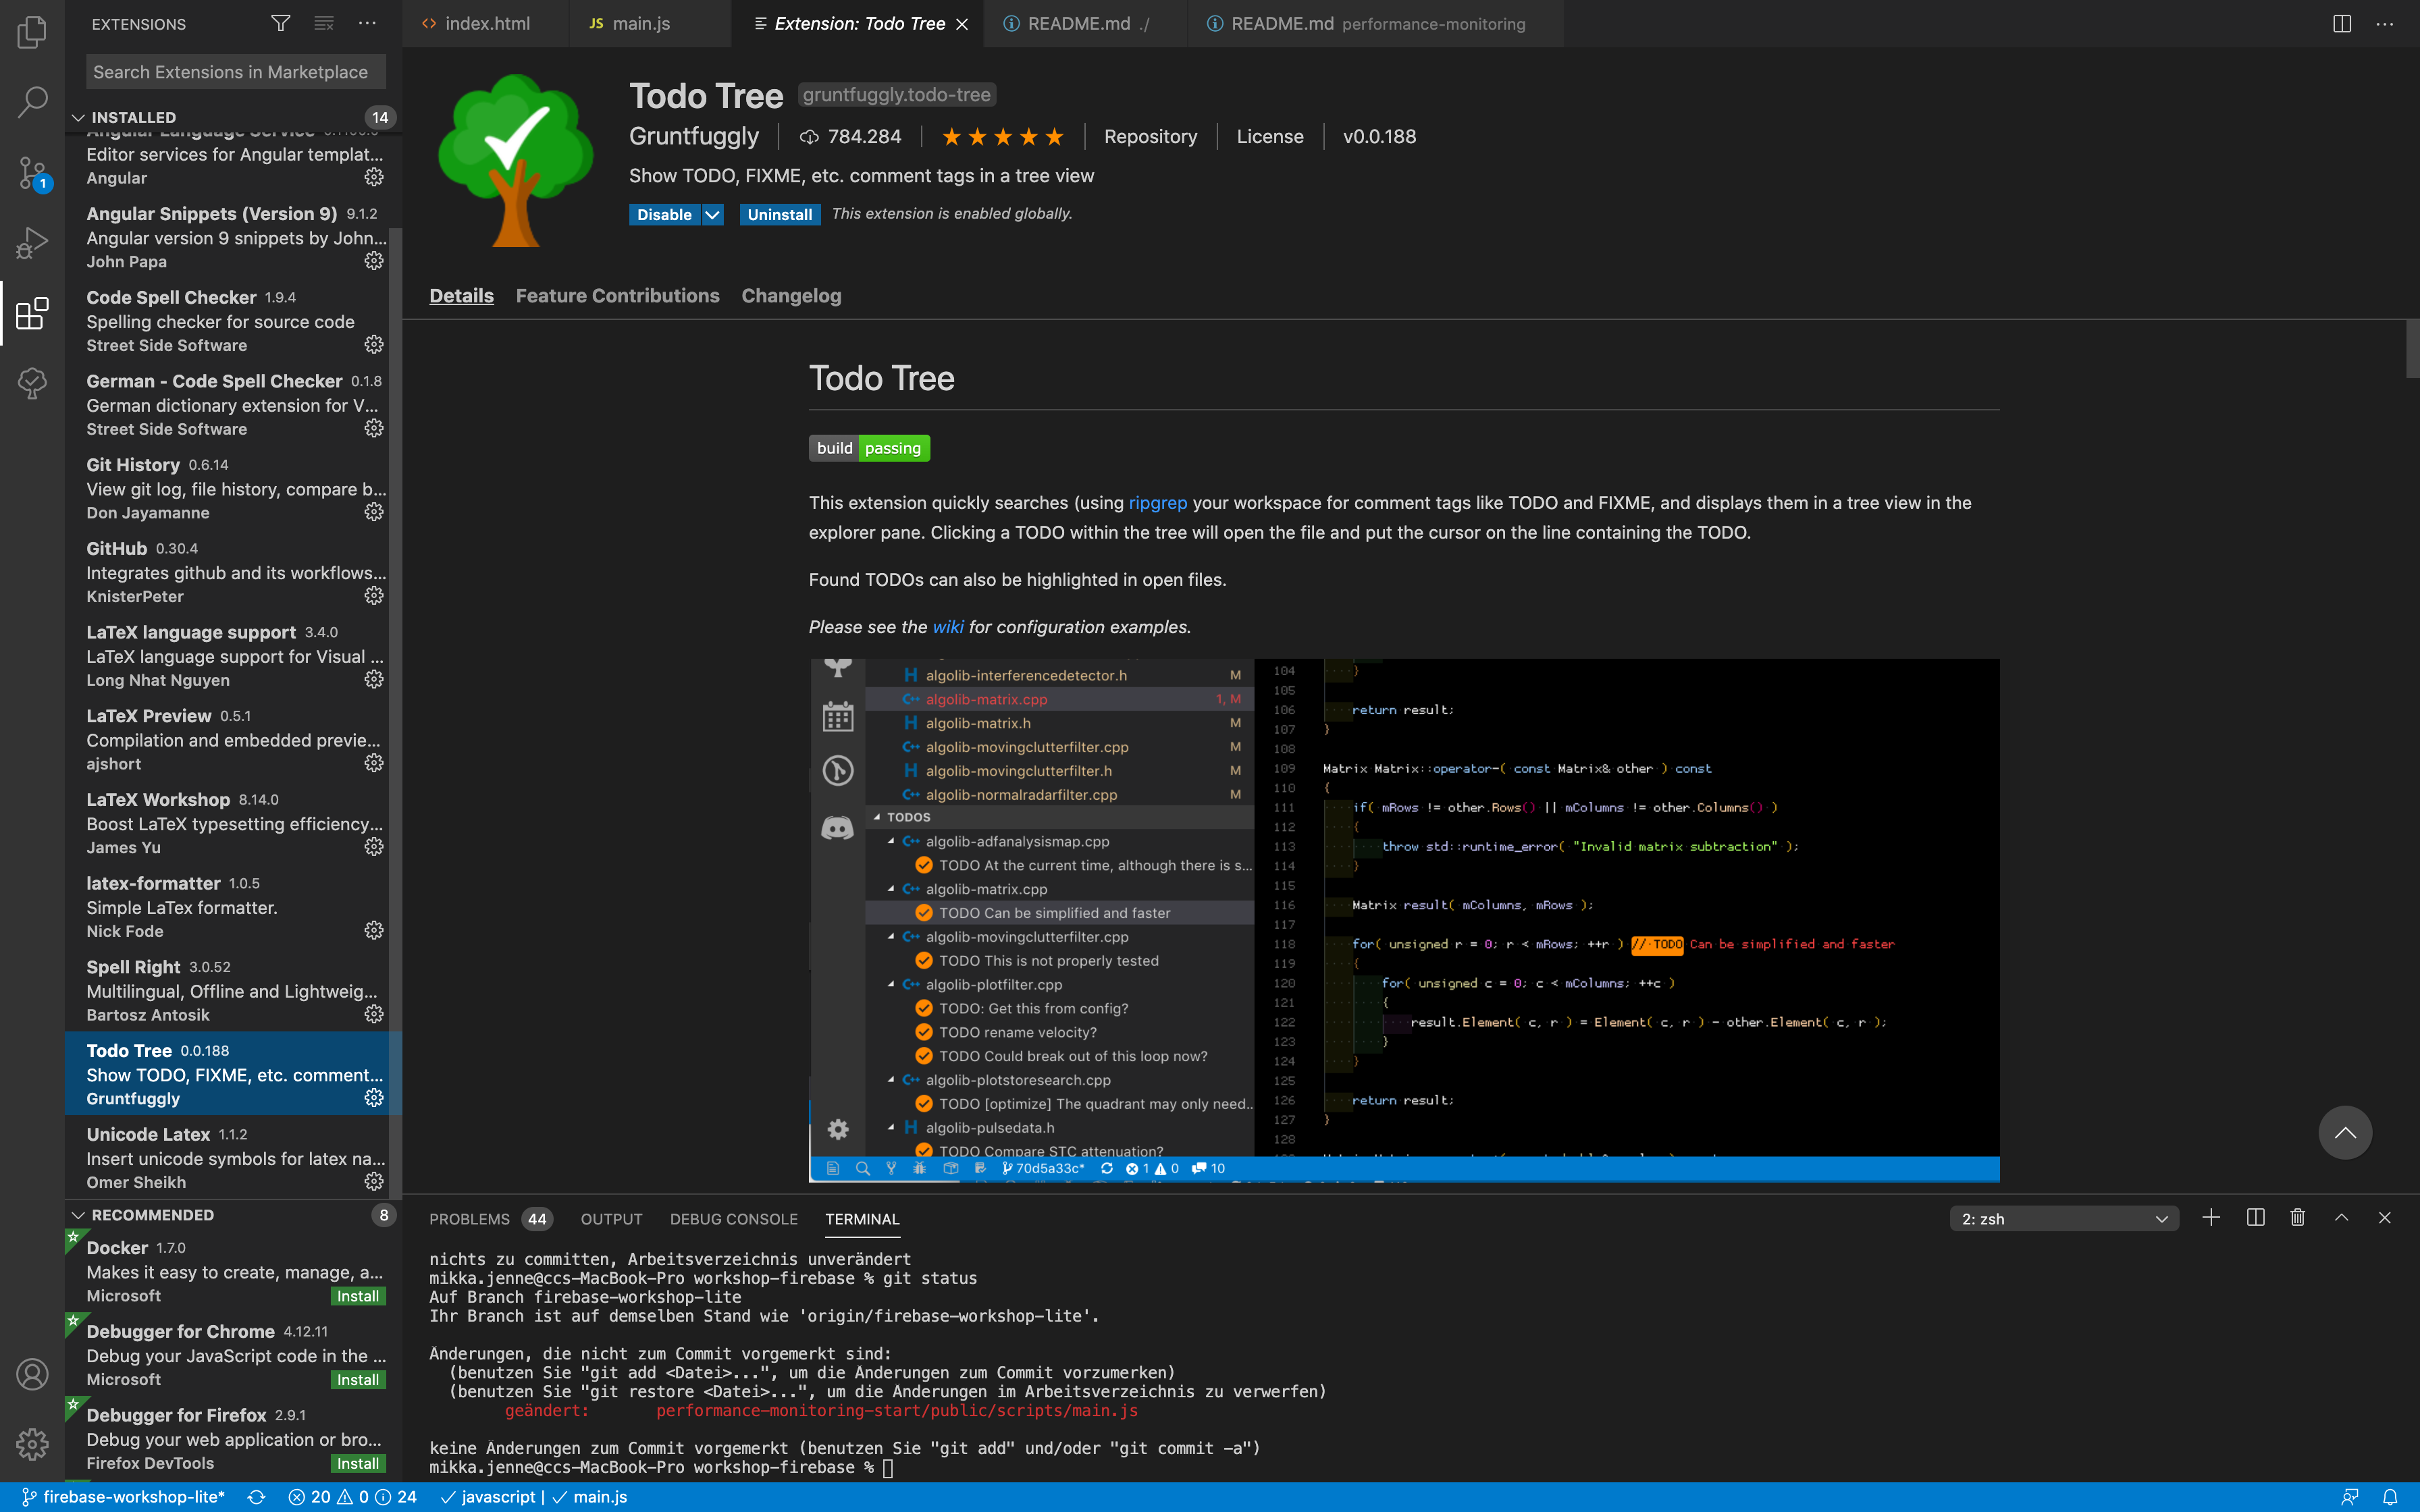 EXTENSIONS
Search Extensions in Marketplace
INSTALLED 14
Angular Language Service
Editor services for Angular templat...
Angular
Angular Snippets (Version 9) 9.1.2
Angular version 9 snippets by John...
John Papa
Code Spell Checker 1.9.4
Spelling checker for source code
Street Side Software
German - Code Spell Checker 0.1.8
German dictionary extension for V...
Street Side Software
Git History 0.6.14
View git log, file history, compare b...
Don Jayamanne
GitHub 0.30.4
Integrates github and its workflows...
KnisterPeter
LaTeX language support 3.4.0
LaTeX language support for Visual ...
Long Nhat Nguyen
LaTeX Preview 0.5.1
Compilation and embedded previe...
ajshort
LaTeX Workshop 8.14.0
Boost LaTeX typesetting efficiency...
James Yu
latex-formatter 1.0.5
Simple LaTex formatter.
Nick Fode
Spell Right 3.0.52
Multilingual, Offline and Lightweig...
Bartosz Antosik
Todo Tree 0.0.188
Show TODO, FIXME, etc. comment...
Gruntfuggly
Unicode Latex 1.1.2
Insert unicode symbols for latex na...
Omer Sheikh
RECOMMENDED 8
Docker 1.7.0
Makes it easy to create, manage, a...
Microsoft Install
Debugger for Chrome 4.12.11
Debug your JavaScript code in the ...
Microsoft Install
Debugger for Firefox 2.9.1
Debug your web application or bro...
Firefox DevTools Install
1
<> index.html JS main.js Extension: Todo Tree README.md ./ README.md performance-monitoring
Todo Tree gruntfuggly.todo-tree
Gruntfuggly 784.284 Repository License v0.0.188
Show TODO, FIXME, etc. comment tags in a tree view
Disable Uninstall This extension is enabled globally.
Details Feature Contributions Changelog
Todo Tree
build passing
This extension quickly searches (using ripgrep your workspace for comment tags like TODO and FIXME, and displays them in a tree view in the
explorer pane. Clicking a TODO within the tree will open the file and put the cursor on the line containing the TODO.
Found TODOs can also be highlighted in open files.
Please see the wiki for configuration examples.
H algolib-interferencedetector.h M
C++ algolib-matrix.cpp 1, M
H algolib-matrix.h M
C++ algolib-movingclutterfilter.cpp M
H algolib-movingclutterfilter.h M
C++ algolib-normalradarfilter.cpp M
TODOS
C++ algolib-adfanalysismap.cpp
TODO At the current time, although there is s...
C++ algolib-matrix.cpp
TODO Can be simplified and faster
C++ algolib-movingclutterfilter.cpp
TODO This is not properly tested
C++ algolib-plotfilter.cpp
TODO: Get this from config?
TODO rename velocity?
TODO Could break out of this loop now?
C++ algolib-plotstoresearch.cpp
TODO [optimize] The quadrant may only need...
H algolib-pulsedata.h
TODO Compare STC attenuation?
104 }
105
106 return result;
107 }
108
109 Matrix Matrix::operator-( const Matrix& other ) const
110 {
111 if( mRows != other.Rows() || mColumns != other.Columns() )
112 {
113 throw std::runtime_error( "Invalid matrix subtraction" );
114 }
115
116 Matrix result( mColumns, mRows );
117
118 for( unsigned r = 0; r < mRows; ++r ) // TODO Can be simplified and faster
119 {
120 for( unsigned c = 0; c < mColumns; ++c )
121 {
122 result.Element( c, r ) = Element( c, r ) - other.Element( c, r );
123 }
124 }
125
126 return result;
127 }
128
70d5a33c* 1 0 10
PROBLEMS 44 OUTPUT DEBUG CONSOLE TERMINAL 2: zsh
nichts zu committen, Arbeitsverzeichnis unverändert
mikka.jenne@ccs-MacBook-Pro workshop-firebase % git status
Auf Branch firebase-workshop-lite
Ihr Branch ist auf demselben Stand wie 'origin/firebase-workshop-lite'.
Änderungen, die nicht zum Commit vorgemerkt sind:
(benutzen Sie "git add <Datei>...", um die Änderungen zum Commit vorzumerken)
(benutzen Sie "git restore <Datei>...", um die Änderungen im Arbeitsverzeichnis zu verwerfen)
geändert: performance-monitoring-start/public/scripts/main.js
keine Änderungen zum Commit vorgemerkt (benutzen Sie "git add" und/oder "git commit -a")
mikka.jenne@ccs-MacBook-Pro workshop-firebase %
firebase-workshop-lite* 20 0 24 javascript | main.js